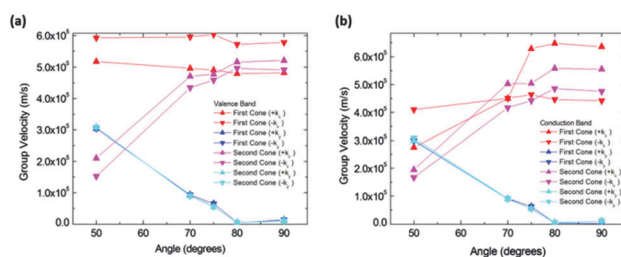 (a)
6.0x10⁵
5.0x10⁵
4.0x10⁵
3.0x10⁵
2.0x10⁵
1.0x10⁵
0.0
Group Velocity (m/s)
Valence Band
First Cone (+kₓ)
First Cone (-kₓ)
First Cone (+kᵧ)
First Cone (-kᵧ)
Second Cone (+kₓ)
Second Cone (-kₓ)
Second Cone (+kᵧ)
Second Cone (-kᵧ)
50 60 70 80 90
Angle (degrees)
(b)
6.0x10⁵
5.0x10⁵
4.0x10⁵
3.0x10⁵
2.0x10⁵
1.0x10⁵
0.0
Group Velocity (m/s)
Conduction Band
First Cone (+kₓ)
First Cone (-kₓ)
First Cone (+kᵧ)
First Cone (-kᵧ)
Second Cone (+kₓ)
Second Cone (-kₓ)
Second Cone (+kᵧ)
Second Cone (-kᵧ)
50 60 70 80 90
Angle (degrees)